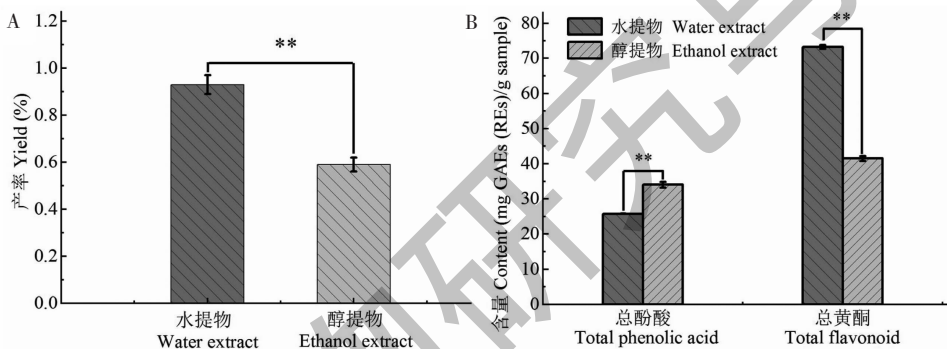 A
产率 Yield (%)
1.2
1.0
0.8
0.6
0.4
0.2
0.0
**
水提物
Water extract
醇提物
Ethanol extract
B
含量 Content (mg GAEs (REs)/g sample)
80
70
60
50
40
30
20
10
0
水提物 Water extract
醇提物 Ethanol extract
**
**
总酚酸
Total phenolic acid
总黄酮
Total flavonoid
研究与